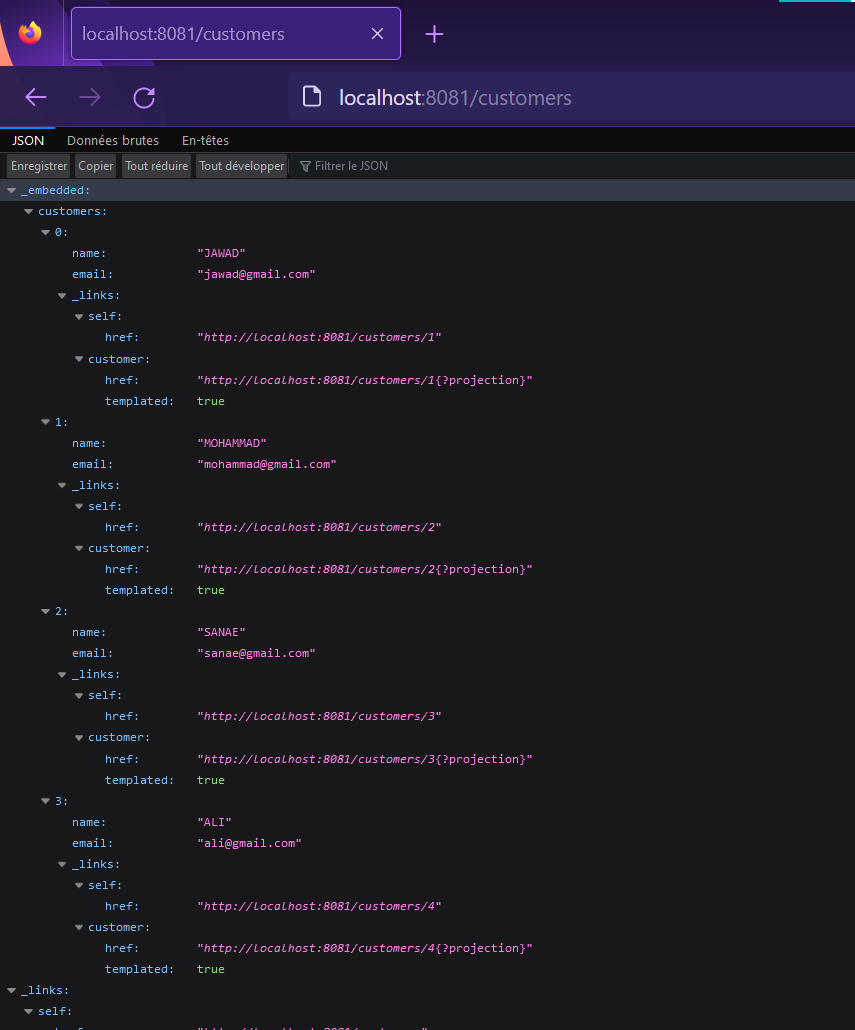 localhost:8081/customers
localhost:8081/customers
JSON Données brutes En-têtes
Enregistrer Copier Tout réduire Tout développer Filtrer le JSON
_embedded:
customers:
0:
name: "JAWAD"
email: "jawad@gmail.com"
_links:
self:
href: "http://localhost:8081/customers/1"
customer:
href: "http://localhost:8081/customers/1{?projection}"
templated: true
1:
name: "MOHAMMAD"
email: "mohammad@gmail.com"
_links:
self:
href: "http://localhost:8081/customers/2"
customer:
href: "http://localhost:8081/customers/2{?projection}"
templated: true
2:
name: "SANAE"
email: "sanae@gmail.com"
_links:
self:
href: "http://localhost:8081/customers/3"
customer:
href: "http://localhost:8081/customers/3{?projection}"
templated: true
3:
name: "ALI"
email: "ali@gmail.com"
_links:
self:
href: "http://localhost:8081/customers/4"
customer:
href: "http://localhost:8081/customers/4{?projection}"
templated: true
_links:
self: